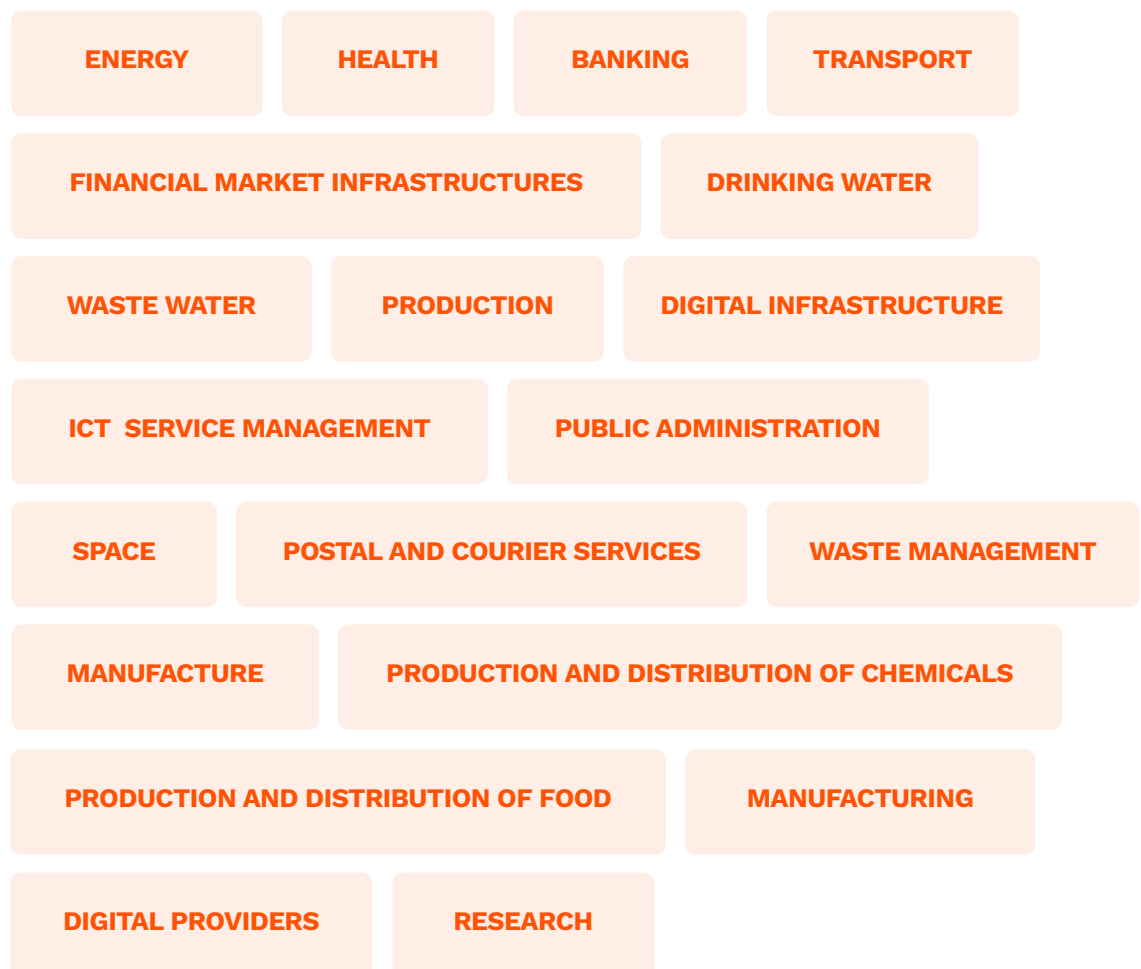 ENERGY HEALTH BANKING TRANSPORT
FINANCIAL MARKET INFRASTRUCTURES DRINKING WATER
WASTE WATER PRODUCTION DIGITAL INFRASTRUCTURE
ICT  SERVICE MANAGEMENT PUBLIC ADMINISTRATION
SPACE POSTAL AND COURIER SERVICES WASTE MANAGEMENT
MANUFACTURE PRODUCTION AND DISTRIBUTION OF CHEMICALS
PRODUCTION AND DISTRIBUTION OF FOOD MANUFACTURING
DIGITAL PROVIDERS RESEARCH